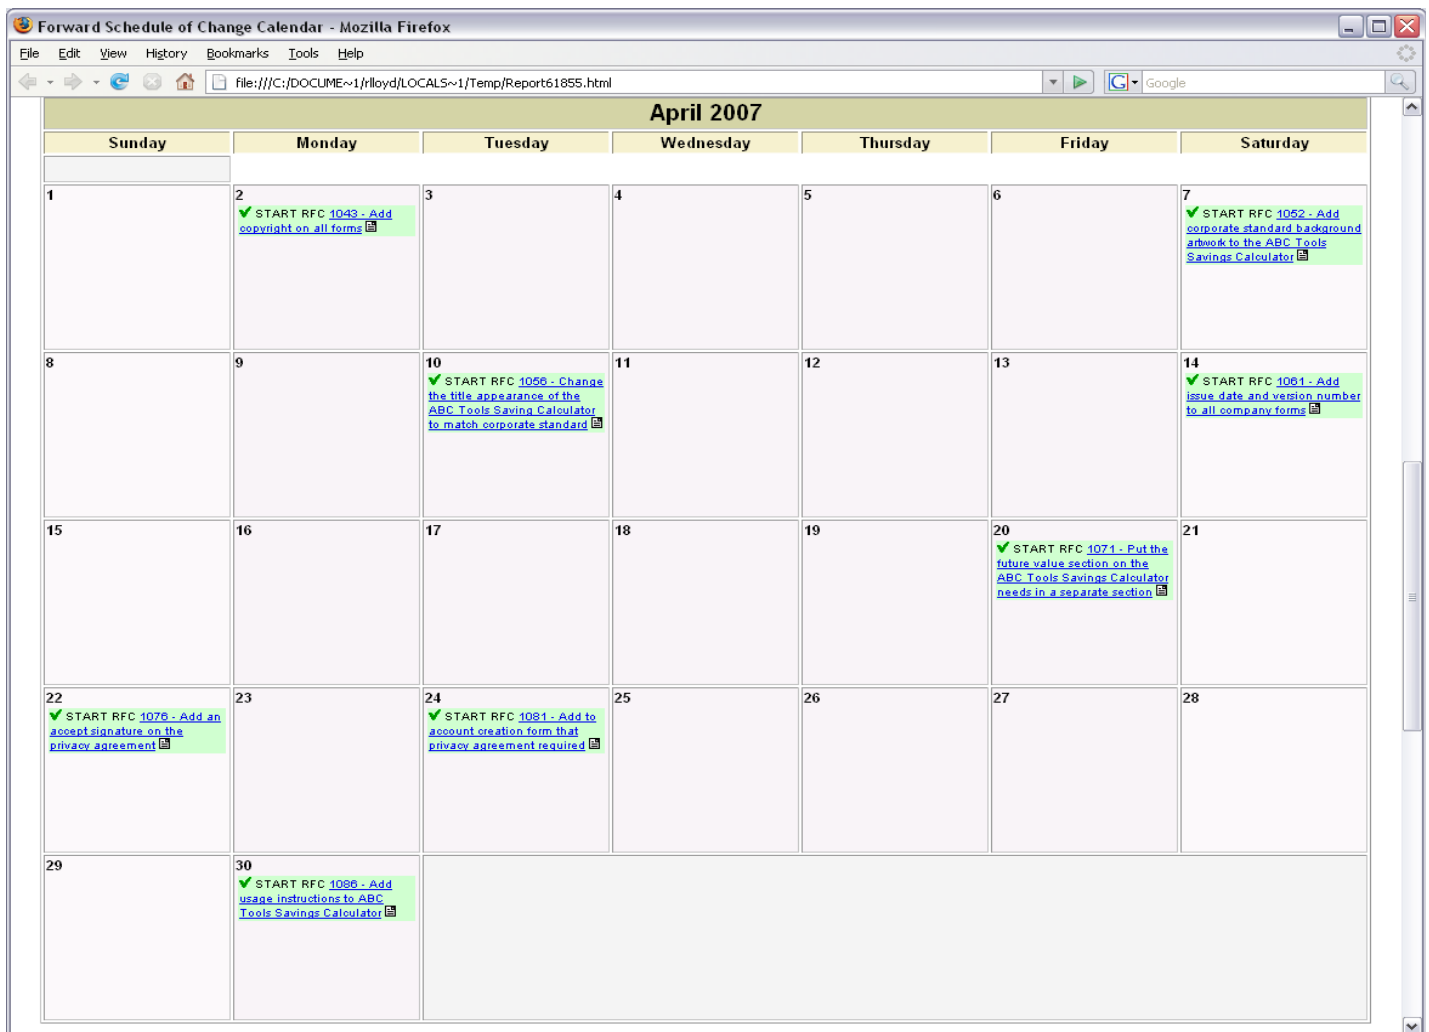 Forward Schedule of Change Calendar - Mozilla Firefox
File Edit View History Bookmarks Tools Help
file:///C:/DOCUME~1/rlloyd/LOCALS~1/Temp/Report61855.html
G Google
April 2007
Sunday Monday Tuesday Wednesday Thursday Friday Saturday
1
2
START RFC 1043 - Add
copyright on all forms
3
4
5
6
7
START RFC 1052 - Add
corporate standard background
artwork to the ABC Tools
Savings Calculator
8
9
10
START RFC 1056 - Change
the title appearance of the
ABC Tools Saving Calculator
to match corporate standard
11
12
13
14
START RFC 1061 - Add
issue date and version number
to all company forms
15
16
17
18
19
20
START RFC 1071 - Put the
future value section on the
ABC Tools Savings Calculator
needs in a separate section
21
22
START RFC 1076 - Add an
accept signature on the
privacy agreement
23
24
START RFC 1081 - Add to
account creation form that
privacy agreement required
25
26
27
28
29
30
START RFC 1086 - Add
usage instructions to ABC
Tools Savings Calculator